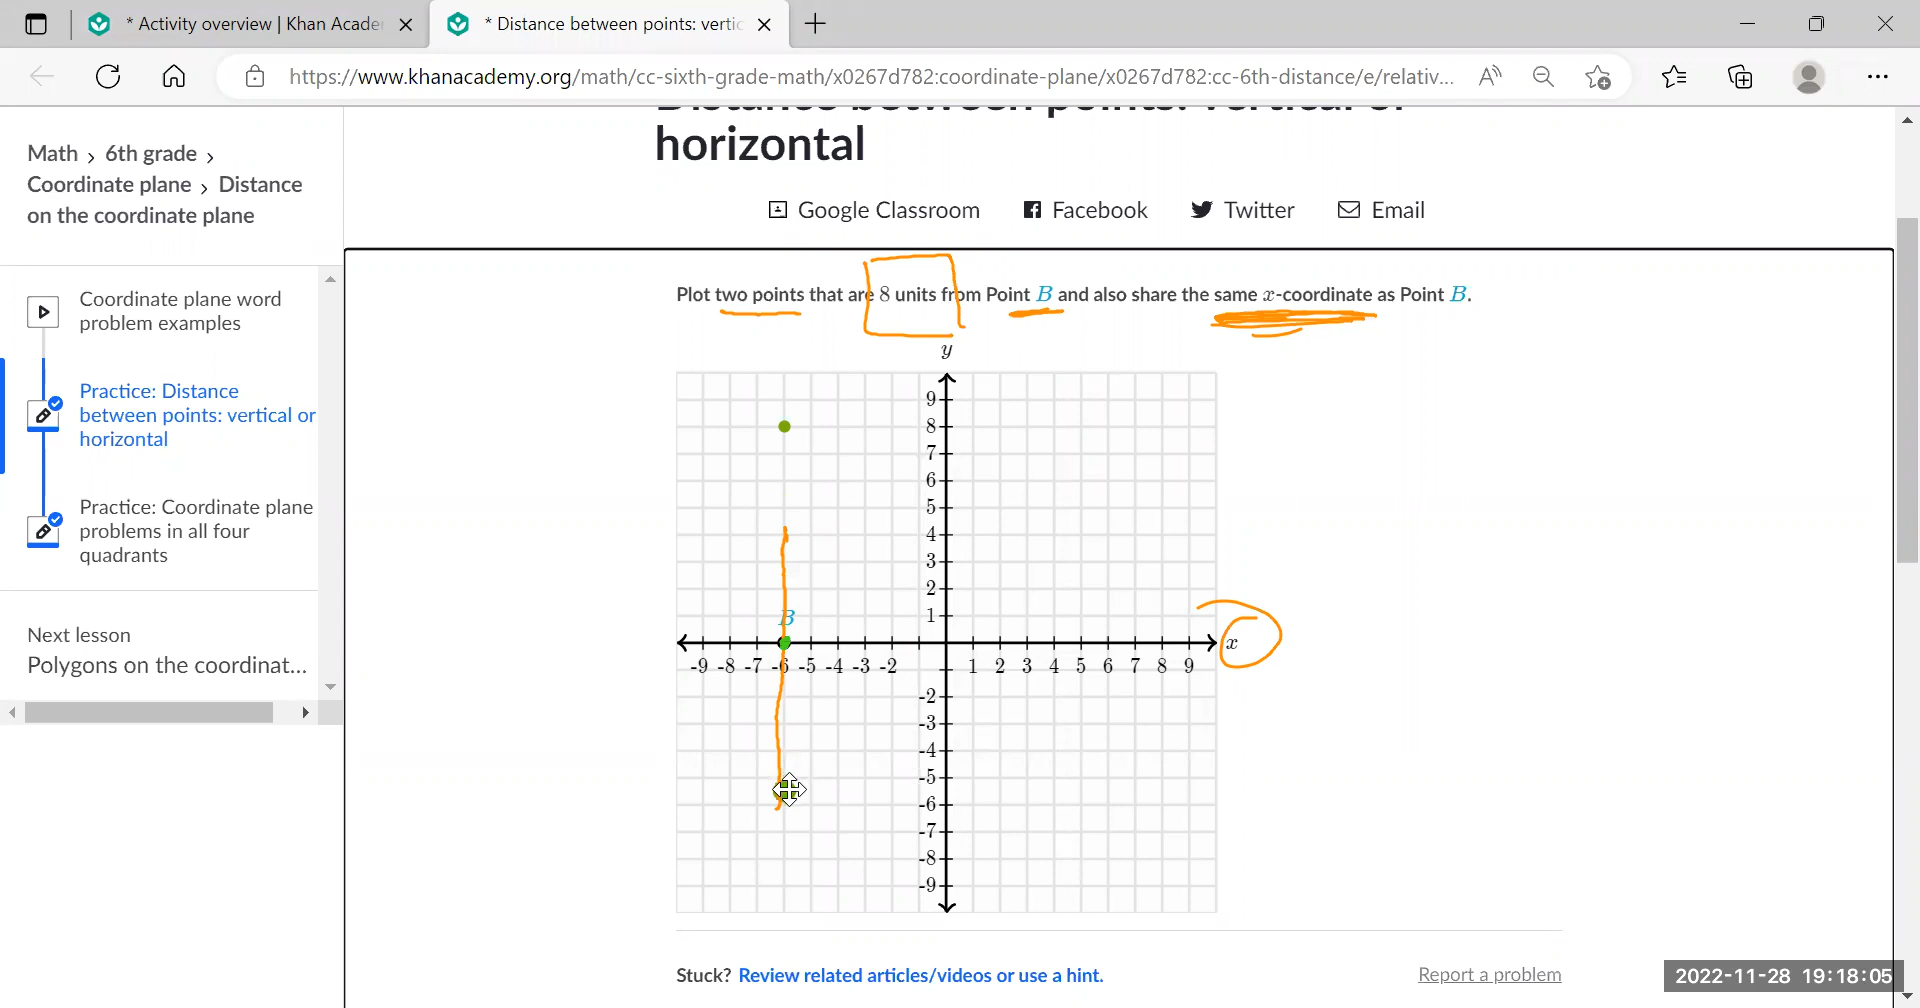 * Activity overview | Khan Acade
* Distance between points: vertic
https://www.khanacademy.org/math/cc-sixth-grade-math/x0267d782:coordinate-plane/x0267d782:cc-6th-distance/e/relativ...
Math > 6th grade >
Coordinate plane > Distance
on the coordinate plane
Coordinate plane word
problem examples
Practice: Distance
between points: vertical or
horizontal
Practice: Coordinate plane
problems in all four
quadrants
Next lesson
Polygons on the coordinat...
Distance between points: vertical or
horizontal
Google Classroom Facebook Twitter Email
Plot two points that are 8 units from Point B and also share the same x-coordinate as Point B.
y
9
8
7
6
5
4
3
2
B
1
x
-9 -8 -7 -6 -5 -4 -3 -2 1 2 3 4 5 6 7 8 9
-2
-3
-4
-5
-6
-7
-8
-9
Stuck? Review related articles/videos or use a hint.
Report a problem
2022-11-28 19:18:05